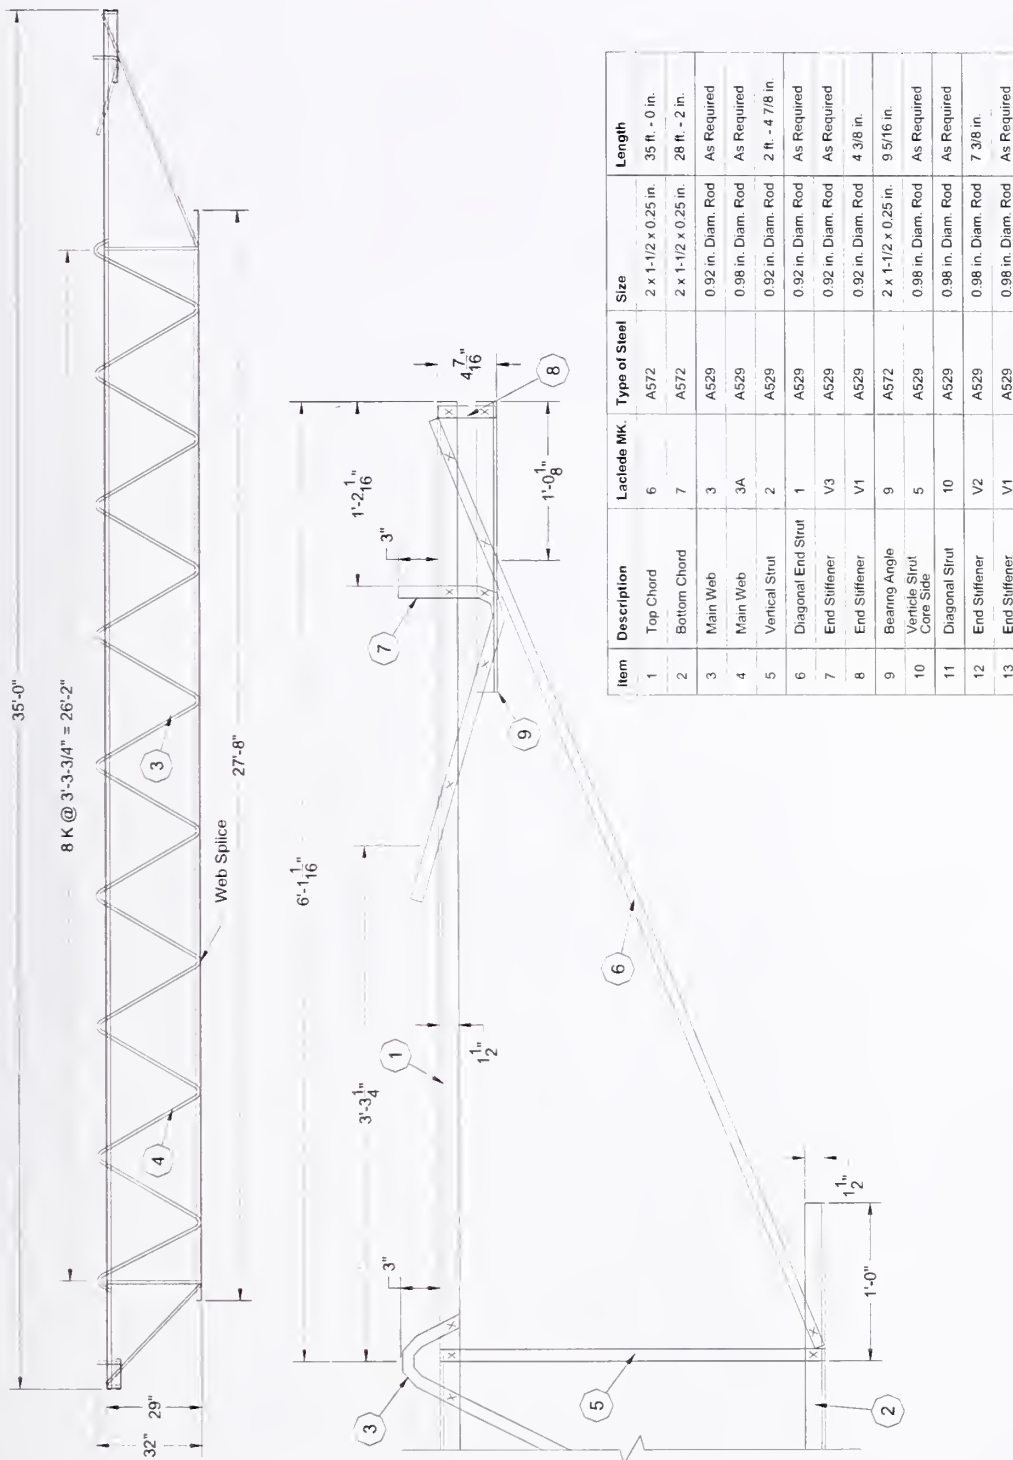 35'-0"
8 K @ 3'-3-3/4" = 26'-2"
3
4
Web Splice
27'-8"
29"
32"
6'-1 1/16"
1'-2 1/16"
4 7/16"
3'-3 1/4"
3"
7
8
1'-0 1/8"
9
1
1 1/2"
6
3"
3
5
1 1/2"
1'-0"
2
Item Description Laclede MK. Type of Steel Size Length
1 Top Chord 6 A572 2 x 1-1/2 x 0.25 in. 35 ft. - 0 in.
2 Bottom Chord 7 A572 2 x 1-1/2 x 0.25 in. 28 ft. - 2 in.
3 Main Web 3 A529 0.92 in. Diam. Rod As Required
4 Main Web 3A A529 0.98 in. Diam. Rod As Required
5 Vertical Strut 2 A529 0.92 in. Diam. Rod 2 ft. - 4 7/8 in.
6 Diagonal End Strut 1 A529 0.92 in. Diam. Rod As Required
7 End Stiffener V3 A529 0.92 in. Diam. Rod As Required
8 End Stiffener V1 A529 0.92 in. Diam. Rod 4 3/8 in.
9 Bearing Angle 9 A572 2 x 1-1/2 x 0.25 in. 9 5/16 in.
10 Verticle Strut Core Side 5 A529 0.98 in. Diam. Rod As Required
11 Diagonal Strut 10 A529 0.98 in. Diam. Rod As Required
12 End Stiffener V2 A529 0.98 in. Diam. Rod 7 3/8 in.
13 End Stiffener V1 A529 0.98 in. Diam. Rod As Required